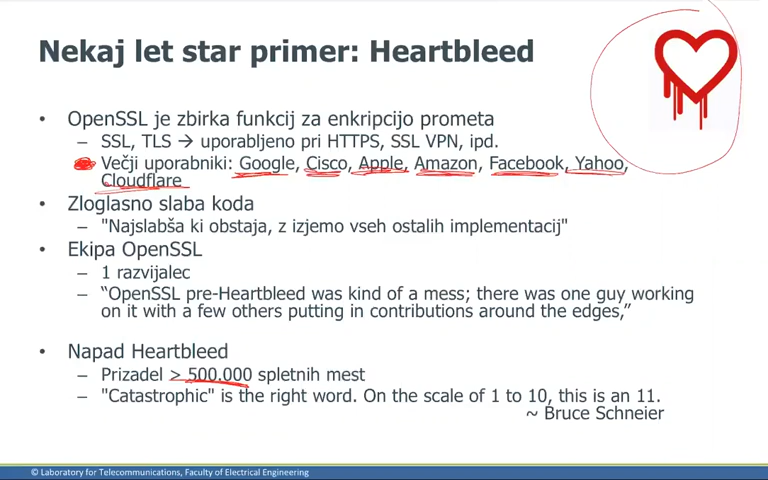 Nekaj let star primer: Heartbleed
• OpenSSL je zbirka funkcij za enkripcijo prometa
– SSL, TLS → uporabljeno pri HTTPS, SSL VPN, ipd.
Večji uporabniki: Google, Cisco, Apple, Amazon, Facebook, Yahoo,
Cloudflare
• Zloglasno slaba koda
– "Najslabša ki obstaja, z izjemo vseh ostalih implementacij"
• Ekipa OpenSSL
– 1 razvijalec
– “OpenSSL pre-Heartbleed was kind of a mess; there was one guy working
on it with a few others putting in contributions around the edges,”
• Napad Heartbleed
– Prizadel > 500.000 spletnih mest
– "Catastrophic" is the right word. On the scale of 1 to 10, this is an 11.
~ Bruce Schneier
© Laboratory for Telecommunications, Faculty of Electrical Engineering